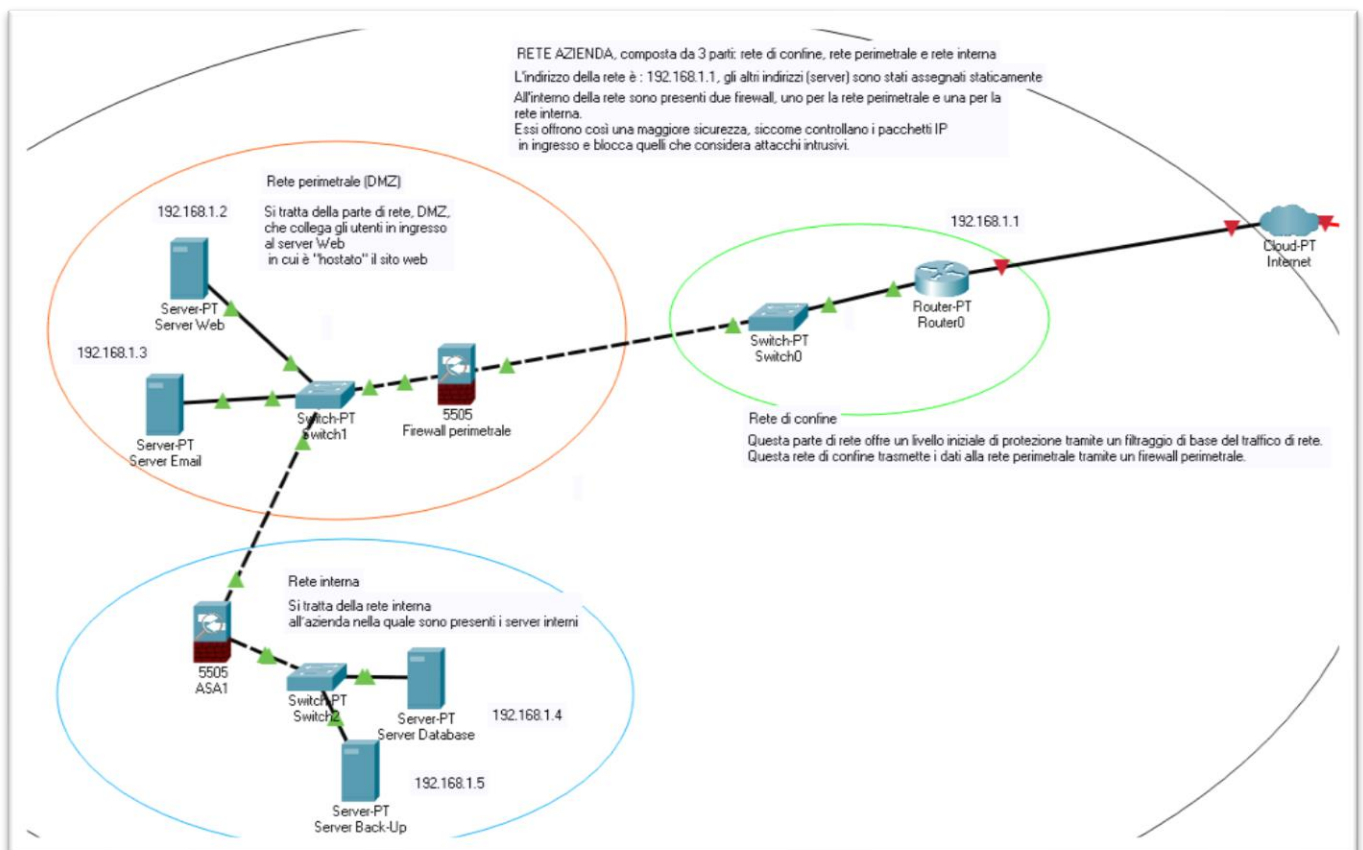 RETE AZIENDA, composta da 3 parti: rete di confine, rete perimetrale e rete interna
L'indirizzo della rete è : 192.168.1.1, gli altri indirizzi (server) sono stati assegnati staticamente
All'interno della rete sono presenti due firewall, uno per la rete perimetrale e una per la
rete interna.
Essi offrono così una maggiore sicurezza, siccome controllano i pacchetti IP
in ingresso e blocca quelli che considera attacchi intrusivi.
Rete perimetrale (DMZ)
192.168.1.2
Si tratta della parte di rete, DMZ,
che collega gli utenti in ingresso
al server Web
in cui è "hostato" il sito web
Server-PT
Server Web
192.168.1.3
Server-PT
Server Email
Switch-PT
Switch1
5505
Firewall perimetrale
192.168.1.1
Cloud-PT
Internet
Router-PT
Router0
Switch-PT
Switch0
Rete di confine
Questa parte di rete offre un livello iniziale di protezione tramite un filtraggio di base del traffico di rete.
Questa rete di confine trasmette i dati alla rete perimetrale tramite un firewall perimetrale.
Rete interna
Si tratta della rete interna
all'azienda nella quale sono presenti i server interni
5505
ASA1
Switch-PT
Switch2
Server-PT
Server Database
192.168.1.4
192.168.1.5
Server-PT
Server Back-Up